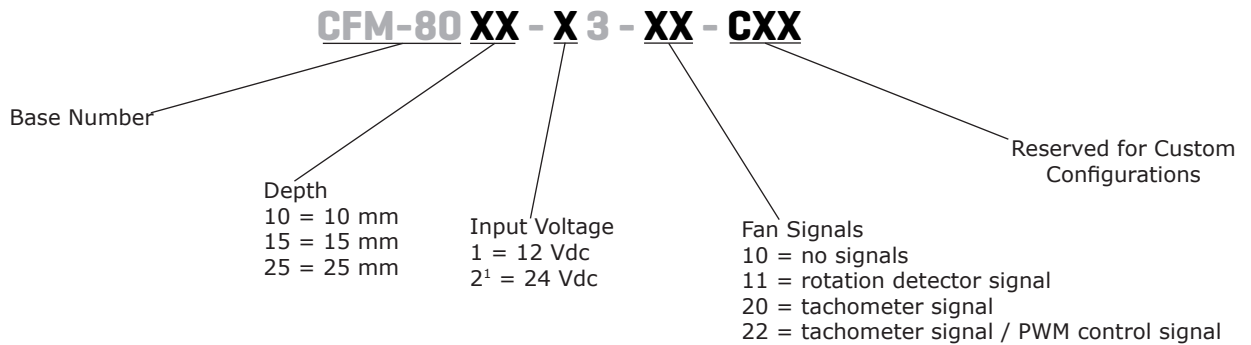 CFM-80 XX - X 3 - XX - CXX
Base Number
Depth
10 = 10 mm
15 = 15 mm
25 = 25 mm
Input Voltage
1 = 12 Vdc
2¹ = 24 Vdc
Fan Signals
10 = no signals
11 = rotation detector signal
20 = tachometer signal
22 = tachometer signal / PWM control signal
Reserved for Custom
Configurations